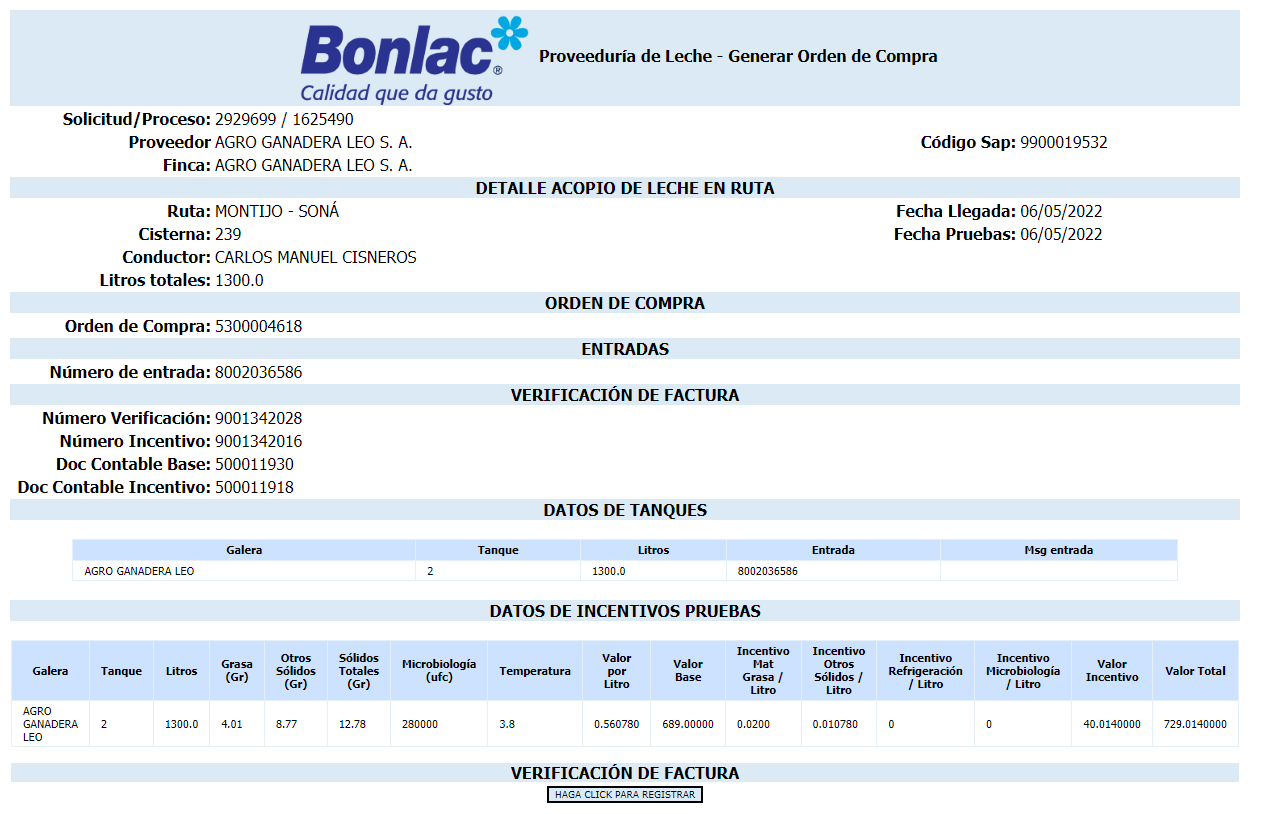 Bonlac®
Calidad que da gusto
Proveeduría de Leche - Generar Orden de Compra
Solicitud/Proceso: 2929699 / 1625490
Proveedor AGRO GANADERA LEO S. A. Código Sap: 9900019532
Finca: AGRO GANADERA LEO S. A.
DETALLE ACOPIO DE LECHE EN RUTA
Ruta: MONTIJO - SONÁ Fecha Llegada: 06/05/2022
Cisterna: 239 Fecha Pruebas: 06/05/2022
Conductor: CARLOS MANUEL CISNEROS
Litros totales: 1300.0
ORDEN DE COMPRA
Orden de Compra: 5300004618
ENTRADAS
Número de entrada: 8002036586
VERIFICACIÓN DE FACTURA
Número Verificación: 9001342028
Número Incentivo: 9001342016
Doc Contable Base: 500011930
Doc Contable Incentivo: 500011918
DATOS DE TANQUES
Galera Tanque Litros Entrada Msg entrada
AGRO GANADERA LEO 2 1300.0 8002036586
DATOS DE INCENTIVOS PRUEBAS
Galera Tanque Litros Grasa (Gr) Otros Sólidos (Gr) Sólidos Totales (Gr) Microbiología (ufc) Temperatura Valor por Litro Valor Base Incentivo Mat Grasa / Litro Incentivo Otros Sólidos / Litro Incentivo Refrigeración / Litro Incentivo Microbiología / Litro Valor Incentivo Valor Total
AGRO GANADERA LEO 2 1300.0 4.01 8.77 12.78 280000 3.8 0.560780 689.00000 0.0200 0.010780 0 0 40.0140000 729.0140000
VERIFICACIÓN DE FACTURA
HAGA CLICK PARA REGISTRAR